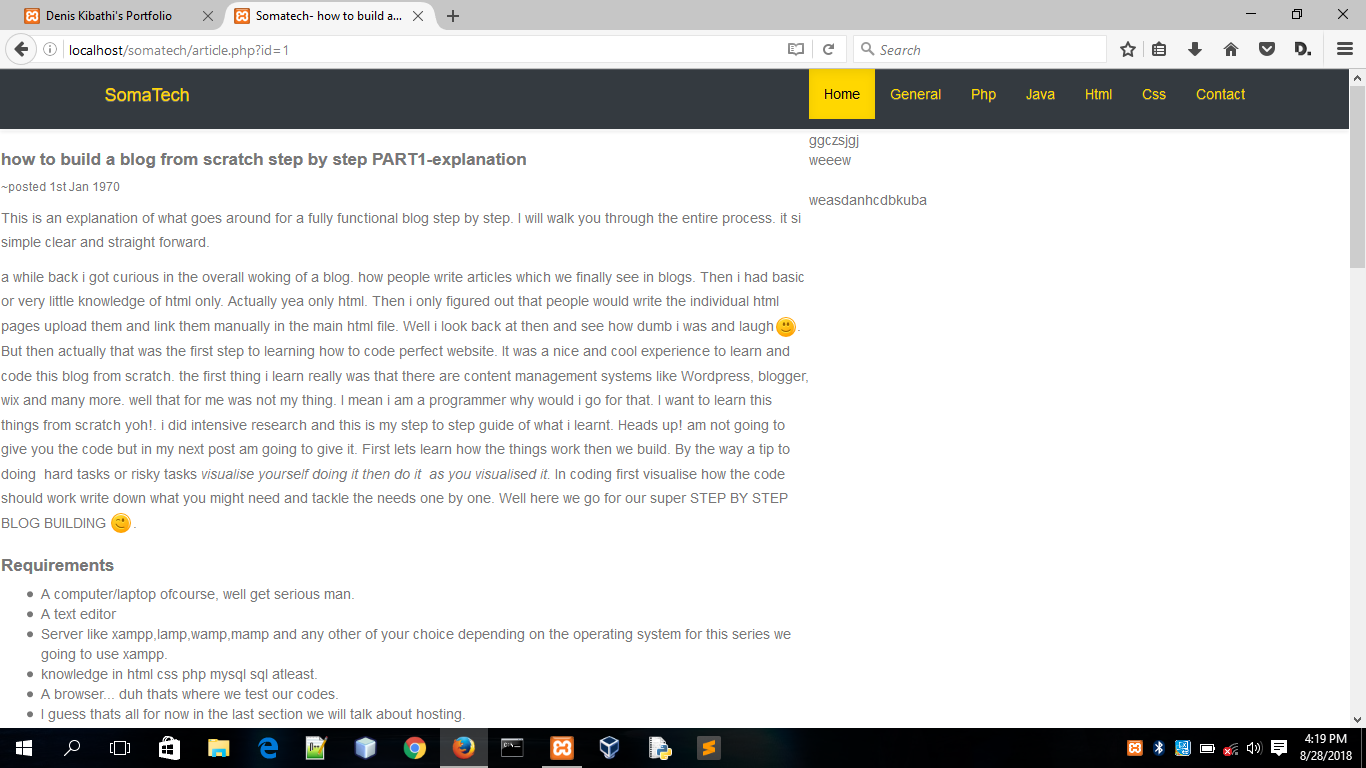 Denis Kibathi's Portfolio
Somatech- how to build a...
localhost/somatech/article.php?id=1
Search
D.
SomaTech
Home General Php Java Html Css Contact
how to build a blog from scratch step by step PART1-explanation
~posted 1st Jan 1970
This is an explanation of what goes around for a fully functional blog step by step. I will walk you through the entire process. it si
simple clear and straight forward.
a while back i got curious in the overall woking of a blog. how people write articles which we finally see in blogs. Then i had basic
or very little knowledge of html only. Actually yea only html. Then i only figured out that people would write the individual html
pages upload them and link them manually in the main html file. Well i look back at then and see how dumb i was and laugh .
But then actually that was the first step to learning how to code perfect website. It was a nice and cool experience to learn and
code this blog from scratch. the first thing i learn really was that there are content management systems like Wordpress, blogger,
wix and many more. well that for me was not my thing. I mean i am a programmer why would i go for that. I want to learn this
things from scratch yoh!. i did intensive research and this is my step to step guide of what i learnt. Heads up! am not going to
give you the code but in my next post am going to give it. First lets learn how the things work then we build. By the way a tip to
doing  hard tasks or risky tasks visualise yourself doing it then do it  as you visualised it. In coding first visualise how the code
should work write down what you might need and tackle the needs one by one. Well here we go for our super STEP BY STEP
BLOG BUILDING .
Requirements
A computer/laptop ofcourse, well get serious man.
A text editor
Server like xampp,lamp,wamp,mamp and any other of your choice depending on the operating system for this series we
going to use xampp.
knowledge in html css php mysql sql atleast.
A browser... duh thats where we test our codes.
I guess thats all for now in the last section we will talk about hosting.
ggczsjgj
weeew
weasdanhcdbkuba
4:19 PM
8/28/2018